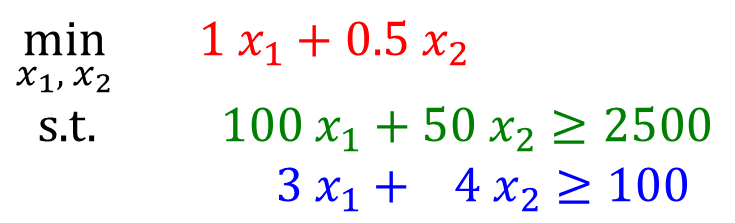 min 1 x₁ + 0.5 x₂
x₁, x₂
s.t. 100 x₁ + 50 x₂ ≥ 2500
3 x₁ + 4 x₂ ≥ 100